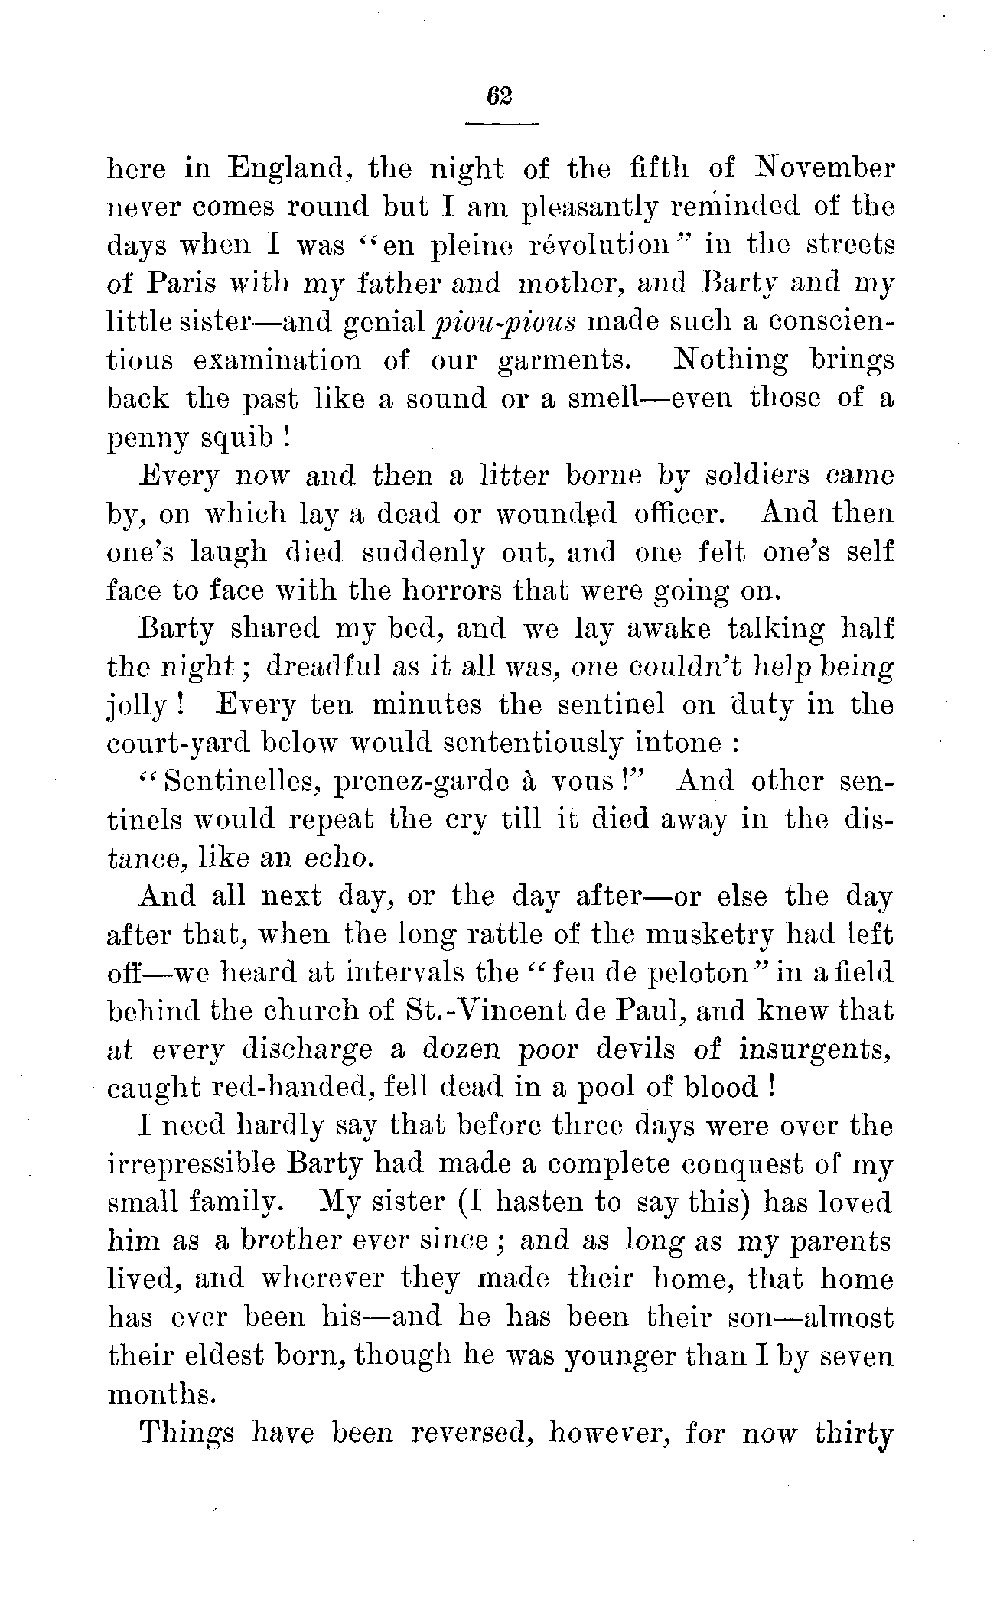 62
here in England, the night of the fifth of November
never comes round but I am pleasantly reminded of the
days when I was “en pleine révolution” in the streets
of Paris with my father and mother, and Barty and my
little sister—and genial piou-pious made such a conscien-
tious examination of our garments. Nothing brings
back the past like a sound or a smell—even those of a
penny squib !
Every now and then a litter borne by soldiers came
by, on which lay a dead or wounded officer. And then
one’s laugh died suddenly out, and one felt one’s self
face to face with the horrors that were going on.
Barty shared my bed, and we lay awake talking half
the night ; dreadful as it all was, one couldn’t help being
jolly ! Every ten minutes the sentinel on duty in the
court-yard below would sententiously intone :
“Sentinelles, prenez-garde à vous !” And other sen-
tinels would repeat the cry till it died away in the dis-
tance, like an echo.
And all next day, or the day after—or else the day
after that, when the long rattle of the musketry had left
off—we heard at intervals the “feu de peloton” in a field
behind the church of St.-Vincent de Paul, and knew that
at every discharge a dozen poor devils of insurgents,
caught red-handed, fell dead in a pool of blood !
I need hardly say that before three days were over the
irrepressible Barty had made a complete conquest of my
small family. My sister (I hasten to say this) has loved
him as a brother ever since ; and as long as my parents
lived, and wherever they made their home, that home
has ever been his—and he has been their son—almost
their eldest born, though he was younger than I by seven
months.
Things have been reversed, however, for now thirty